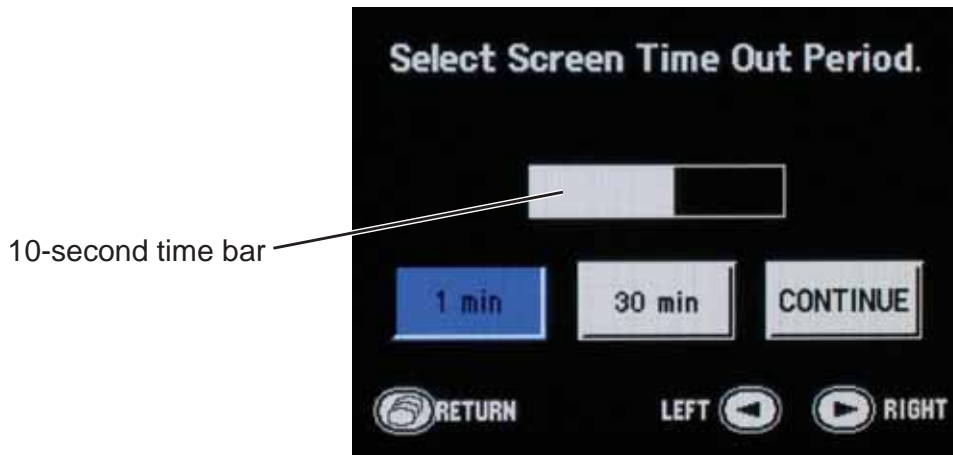 Select Screen Time Out Period.
10-second time bar
1 min 30 min CONTINUE
RETURN LEFT RIGHT